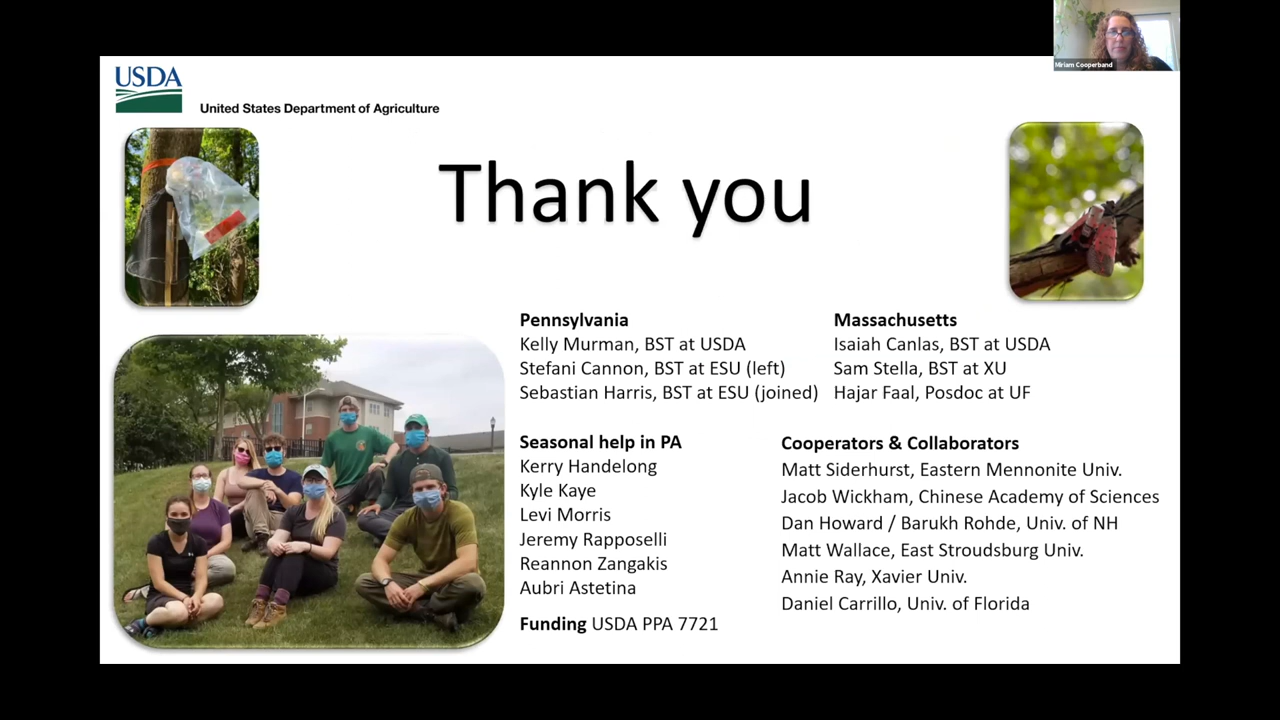 Miriam Cooperband
USDA
United States Department of Agriculture
Thank you
Pennsylvania
Kelly Murman, BST at USDA
Stefani Cannon, BST at ESU (left)
Sebastian Harris, BST at ESU (joined)
Massachusetts
Isaiah Canlas, BST at USDA
Sam Stella, BST at XU
Hajar Faal, Posdoc at UF
Seasonal help in PA
Kerry Handelong
Kyle Kaye
Levi Morris
Jeremy Rapposelli
Reannon Zangakis
Aubri Astetina
Funding USDA PPA 7721
Cooperators & Collaborators
Matt Siderhurst, Eastern Mennonite Univ.
Jacob Wickham, Chinese Academy of Sciences
Dan Howard / Barukh Rohde, Univ. of NH
Matt Wallace, East Stroudsburg Univ.
Annie Ray, Xavier Univ.
Daniel Carrillo, Univ. of Florida